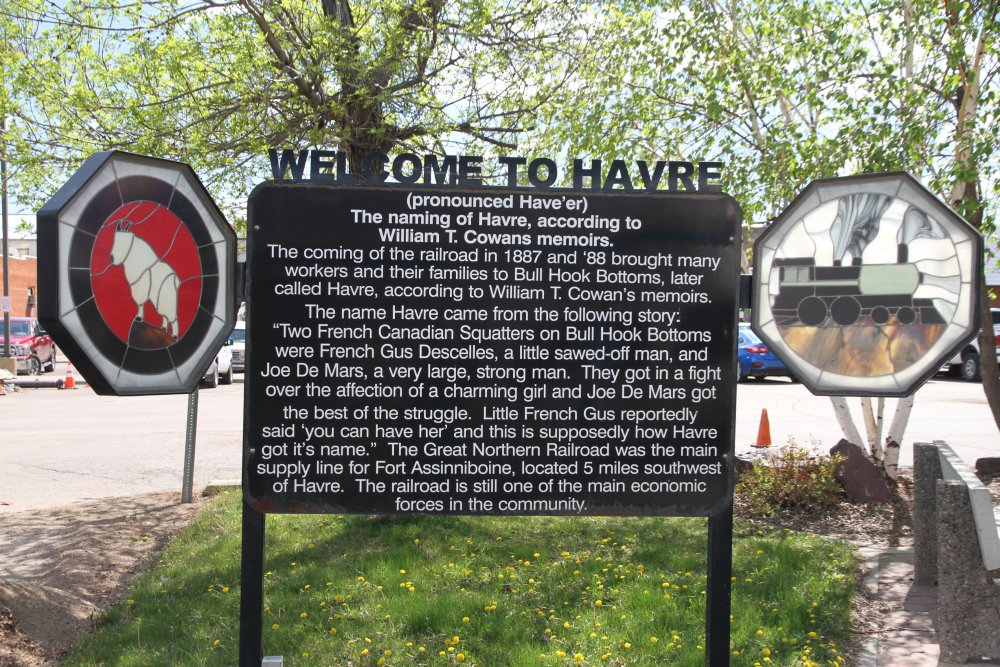 WELCOME TO HAVRE
(pronounced Have'er)
The naming of Havre, according to
William T. Cowans memoirs.
The coming of the railroad in 1887 and '88 brought many
workers and their families to Bull Hook Bottoms, later
called Havre, according to William T. Cowan's memoirs.
The name Havre came from the following story:
“Two French Canadian Squatters on Bull Hook Bottoms
were French Gus Descelles, a little sawed-off man, and
Joe De Mars, a very large, strong man. They got in a fight
over the affection of a charming girl and Joe De Mars got
the best of the struggle. Little French Gus reportedly
said ‘you can have her’ and this is supposedly how Havre
got it's name.” The Great Northern Railroad was the main
supply line for Fort Assinniboine, located 5 miles southwest
of Havre. The railroad is still one of the main economic
forces in the community.